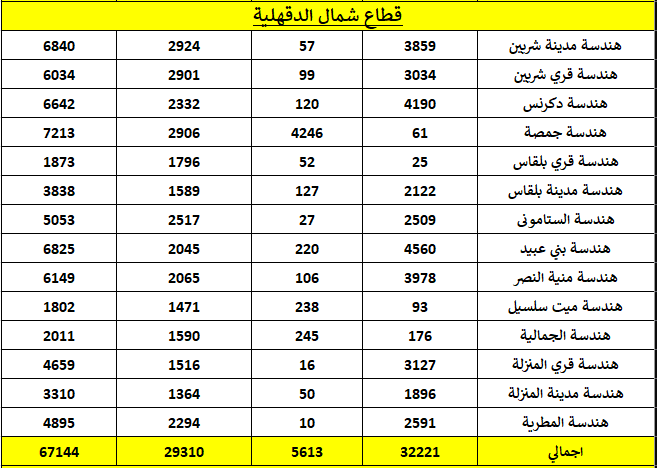 قطاع شمال الدقهلية
هندسة مدينة شربين 3859 57 2924 6840
هندسة قري شربين 3034 99 2901 6034
هندسة دكرنس 4190 120 2332 6642
هندسة جمصة 61 4246 2906 7213
هندسة قري بلقاس 25 52 1796 1873
هندسة مدينة بلقاس 2122 127 1589 3838
هندسة الستامونى 2509 27 2517 5053
هندسة بني عبيد 4560 220 2045 6825
هندسة منية النصر 3978 106 2065 6149
هندسة ميت سلسيل 93 238 1471 1802
هندسة الجمالية 176 245 1590 2011
هندسة قري المنزلة 3127 16 1516 4659
هندسة مدينة المنزلة 1896 50 1364 3310
هندسة المطرية 2591 10 2294 4895
اجمالي 32221 5613 29310 67144